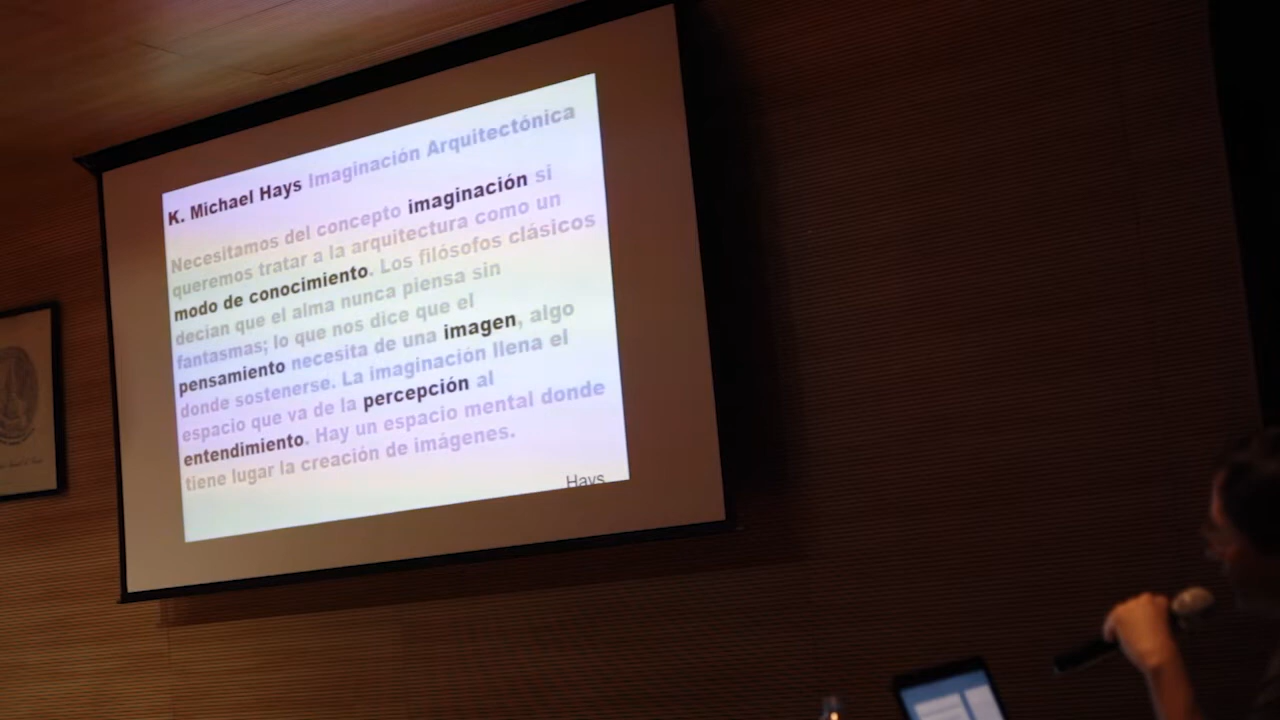 K. Michael Hays Imaginación Arquitectónica
Necesitamos del concepto imaginación si
queremos tratar a la arquitectura como un
modo de conocimiento. Los filósofos clásicos
decían que el alma nunca piensa sin
fantasmas; lo que nos dice que el
pensamiento necesita de una imagen, algo
donde sostenerse. La imaginación llena el
espacio que va de la percepción al
entendimiento. Hay un espacio mental donde
tiene lugar la creación de imágenes.
Hays